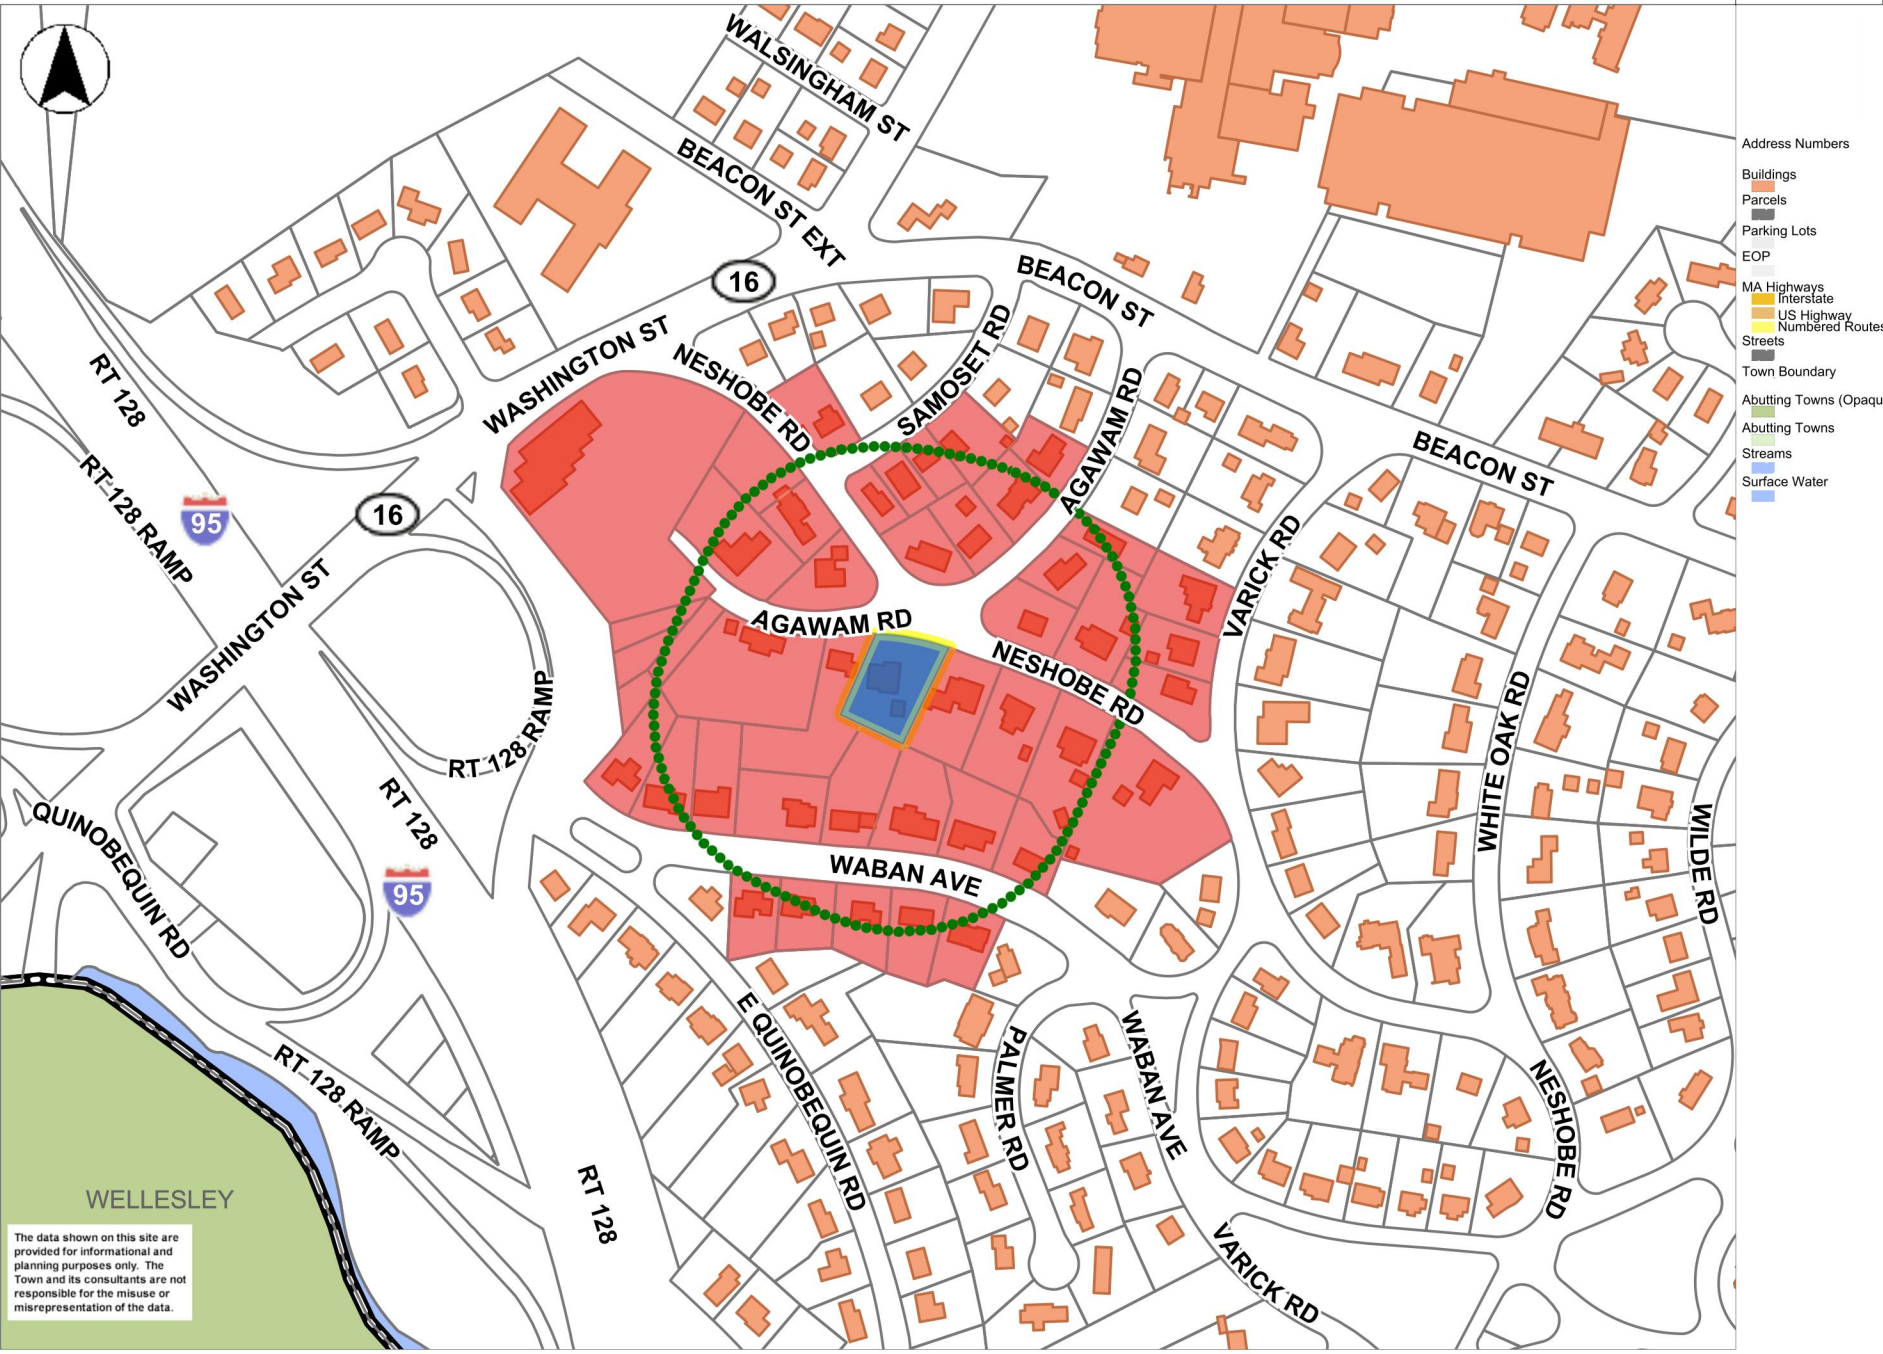 WALSINGHAM ST
BEACON ST EXT
16
BEACON ST
WASHINGTON ST
NESHOBE RD
SAMOSET RD
AGAWAM RD
RT 128
RT 128 RAMP
95
16
BEACON ST
VARICK RD
WASHINGTON ST
AGAWAM RD
NESHOBE RD
RT 128 RAMP
WHITE OAK RD
RT 128
QUINOBEQUIN RD
95
WABAN AVE
WILDE RD
E QUINOBEQUIN RD
PALMER RD
WABAN AVE
RT 128 RAMP
NESHOBE RD
RT 128
VARICK RD
WELLESLEY
The data shown on this site are
provided for informational and
planning purposes only. The
Town and its consultants are not
responsible for the misuse or
misrepresentation of the data.
Address Numbers
Buildings
Parcels
Parking Lots
EOP
MA Highways
Interstate
US Highway
Numbered Routes
Streets
Town Boundary
Abutting Towns (Opaqu
Abutting Towns
Streams
Surface Water